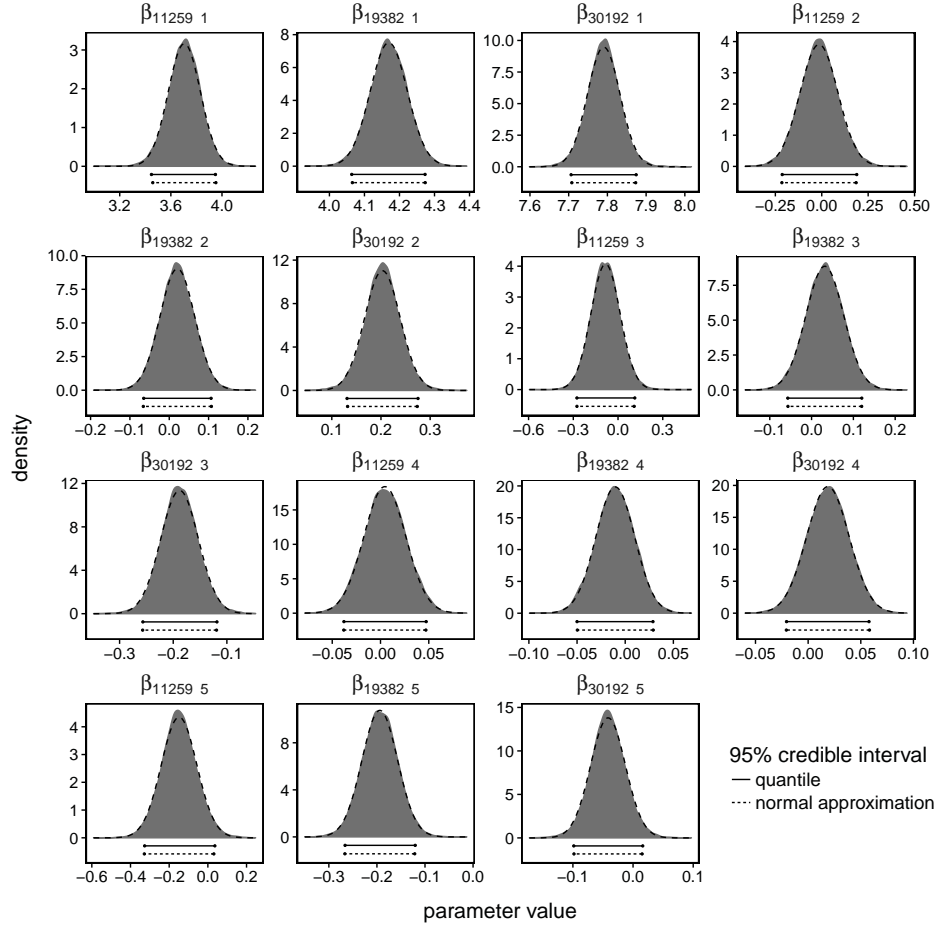 β11259 1 β19382 1 β30192 1 β11259 2
3 2 1 0
8 6 4 2 0
10.0 7.5 5.0 2.5 0.0
4 3 2 1 0
3.2 3.6 4.0
4.0 4.1 4.2 4.3 4.4
7.6 7.7 7.8 7.9 8.0
−0.25 0.00 0.25 0.50
β19382 2 β30192 2 β11259 3 β19382 3
10.0 7.5 5.0 2.5 0.0
12 8 4 0
4 3 2 1 0
7.5 5.0 2.5 0.0
−0.2 −0.1 0.0 0.1 0.2
0.1 0.2 0.3
−0.6 −0.3 0.0 0.3
−0.1 0.0 0.1 0.2
density
β30192 3 β11259 4 β19382 4 β30192 4
12 8 4 0
15 10 5 0
20 15 10 5 0
20 15 10 5 0
−0.3 −0.2 −0.1
−0.05 0.00 0.05
−0.10 −0.05 0.00 0.05
−0.05 0.00 0.05 0.10
β11259 5 β19382 5 β30192 5
4 3 2 1 0
8 4 0
15 10 5 0
−0.6 −0.4 −0.2 0.0 0.2
−0.3 −0.2 −0.1 0.0
−0.1 0.0 0.1
95% credible interval
quantile
normal approximation
parameter value